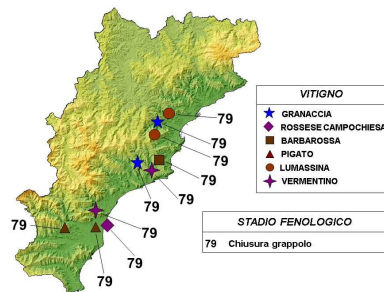 79
79
79
79
79
79
79
79
79
79
VITIGNO
GRANACCIA
ROSSESE CAMPOCHIESA
BARBAROSSA
PIGATO
LUMASSINA
VERMENTINO
STADIO FENOLOGICO
79 Chiusura grappolo